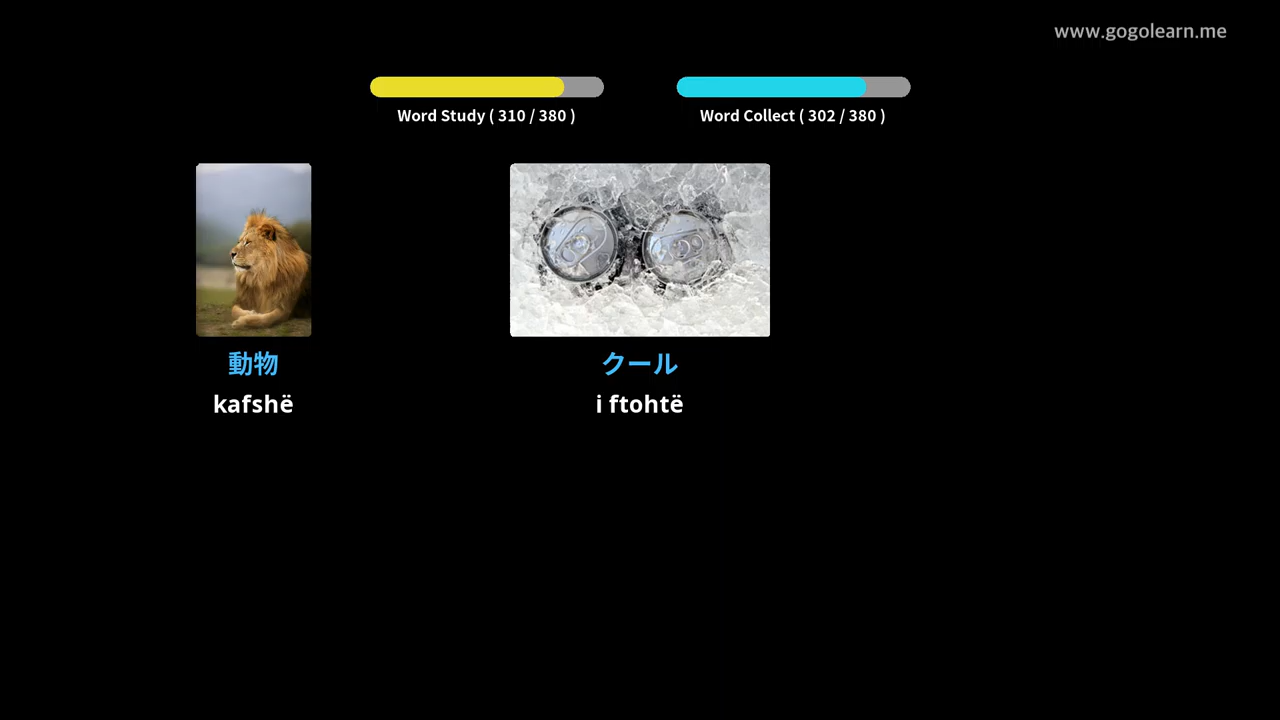 www.gogolearn.me
Word Study ( 310 / 380 )
Word Collect ( 302 / 380 )
動物
kafshë
クール
i ftohtë